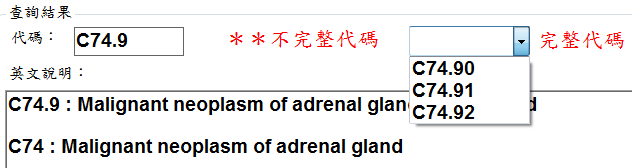 查詢結果
代碼： C74.9 ＊＊不完整代碼 完整代碼
C74.90
C74.91
C74.92
英文說明：
C74.9 : Malignant neoplasm of adrenal
C74 : Malignant neoplasm of adrenal gland